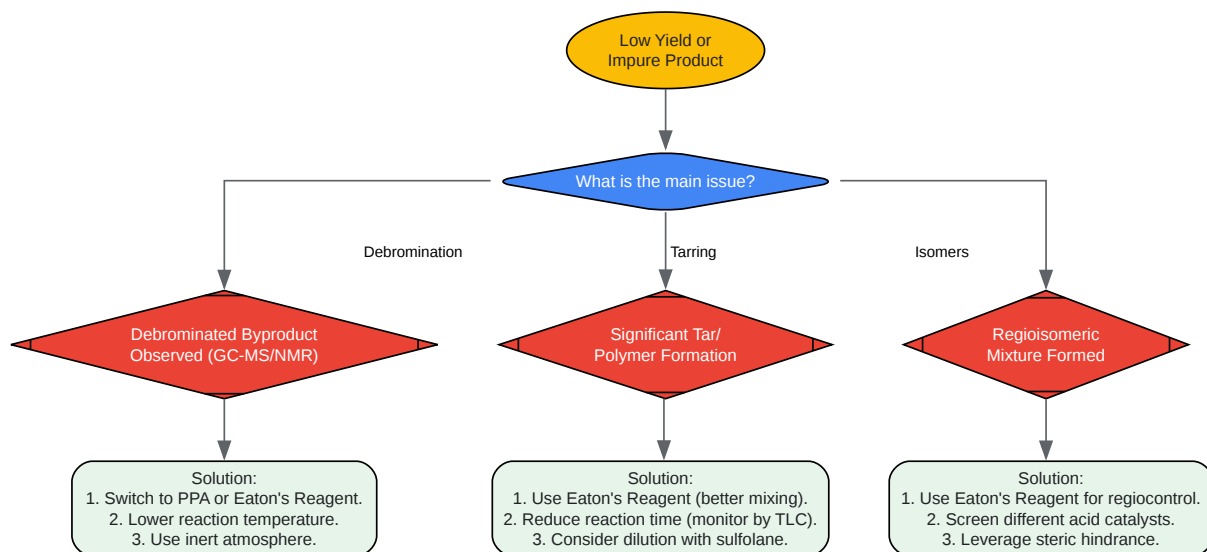 Low Yield or
Impure Product
What is the main issue?
Debromination
Tarring
Isomers
Debrominated Byproduct
Observed (GC-MS/NMR)
Significant Tar/
Polymer Formation
Regioisomeric
Mixture Formed
Solution:
1. Switch to PPA or Eaton's Reagent.
2. Lower reaction temperature.
3. Use inert atmosphere.
Solution:
1. Use Eaton's Reagent (better mixing).
2. Reduce reaction time (monitor by TLC).
3. Consider dilution with sulfolane.
Solution:
1. Use Eaton's Reagent for regiocontrol.
2. Screen different acid catalysts.
3. Leverage steric hindrance.